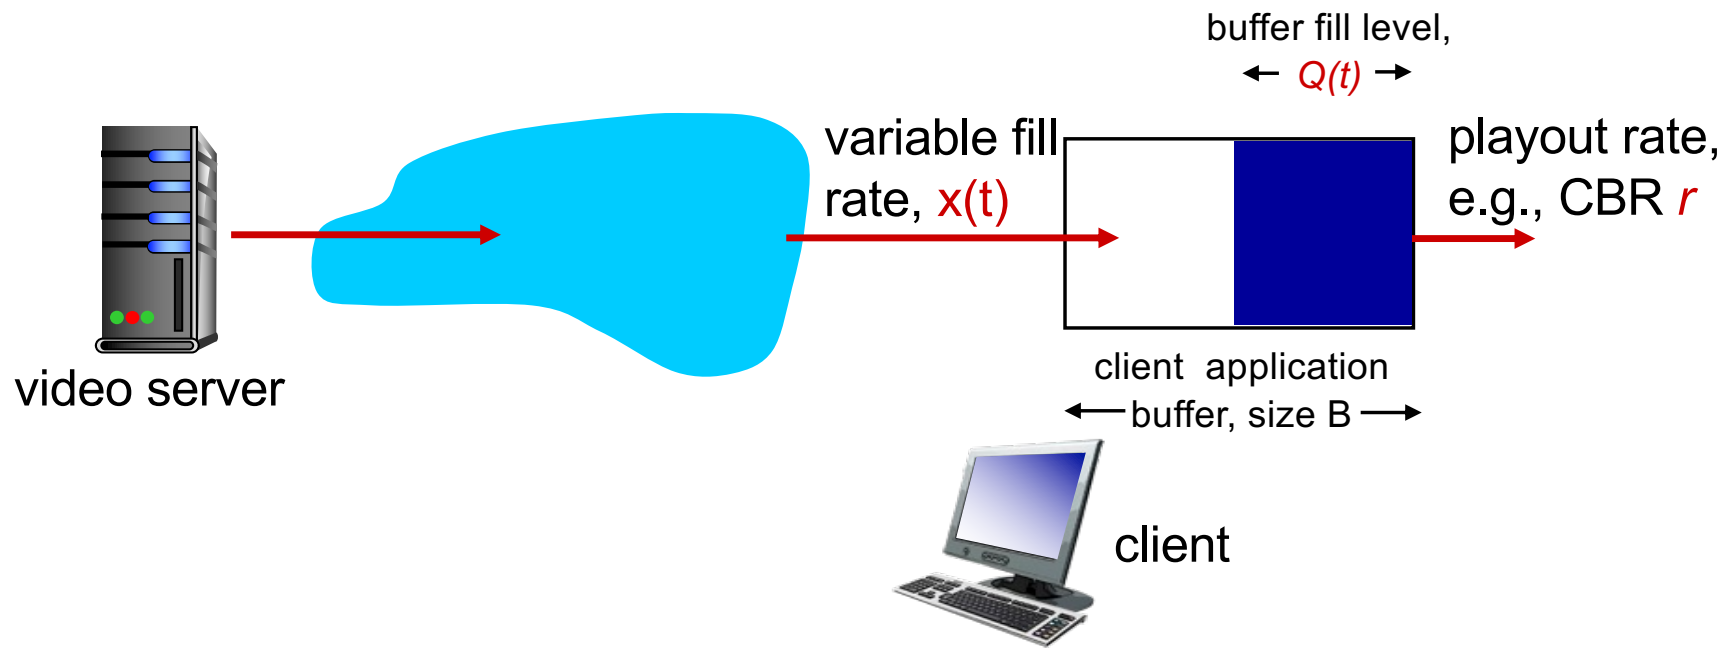 buffer fill level,
Q(t)
variable fill
rate, x(t)
playout rate,
e.g., CBR r
video server
client application
buffer, size B
client